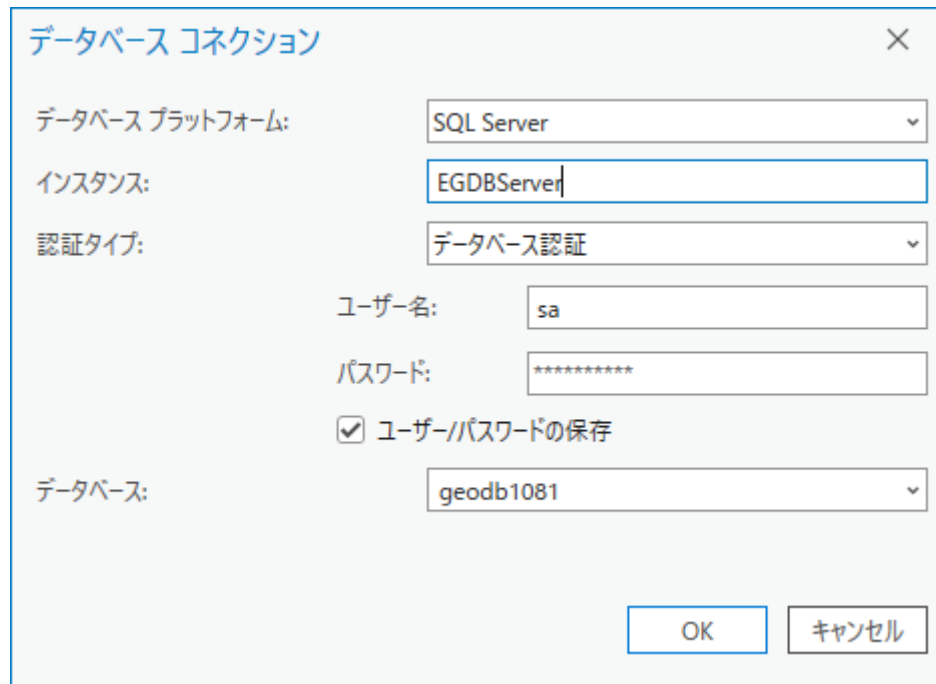 データベース コネクション
データベース プラットフォーム: SQL Server
インスタンス: EGDBServer
認証タイプ: データベース認証
ユーザー名: sa
パスワード: **********
ユーザー/パスワードの保存
データベース: geodb1081
OK キャンセル